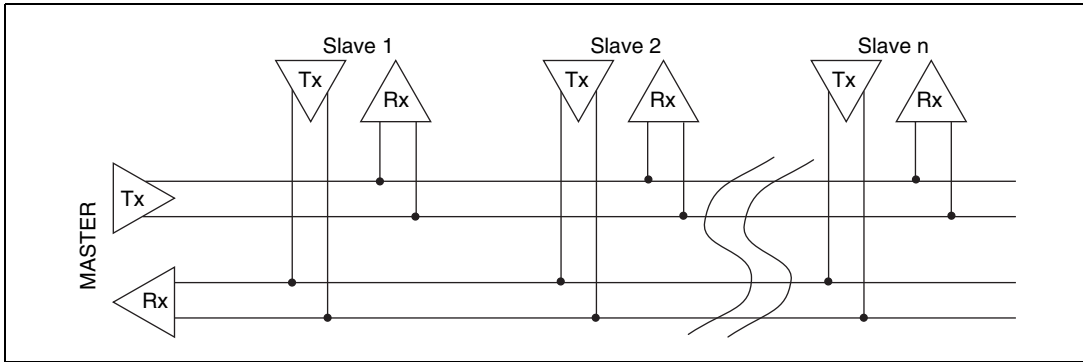 Slave 1
Slave 2
Slave n
Tx
Rx
Tx
Rx
Tx
Rx
MASTER
Tx
Rx